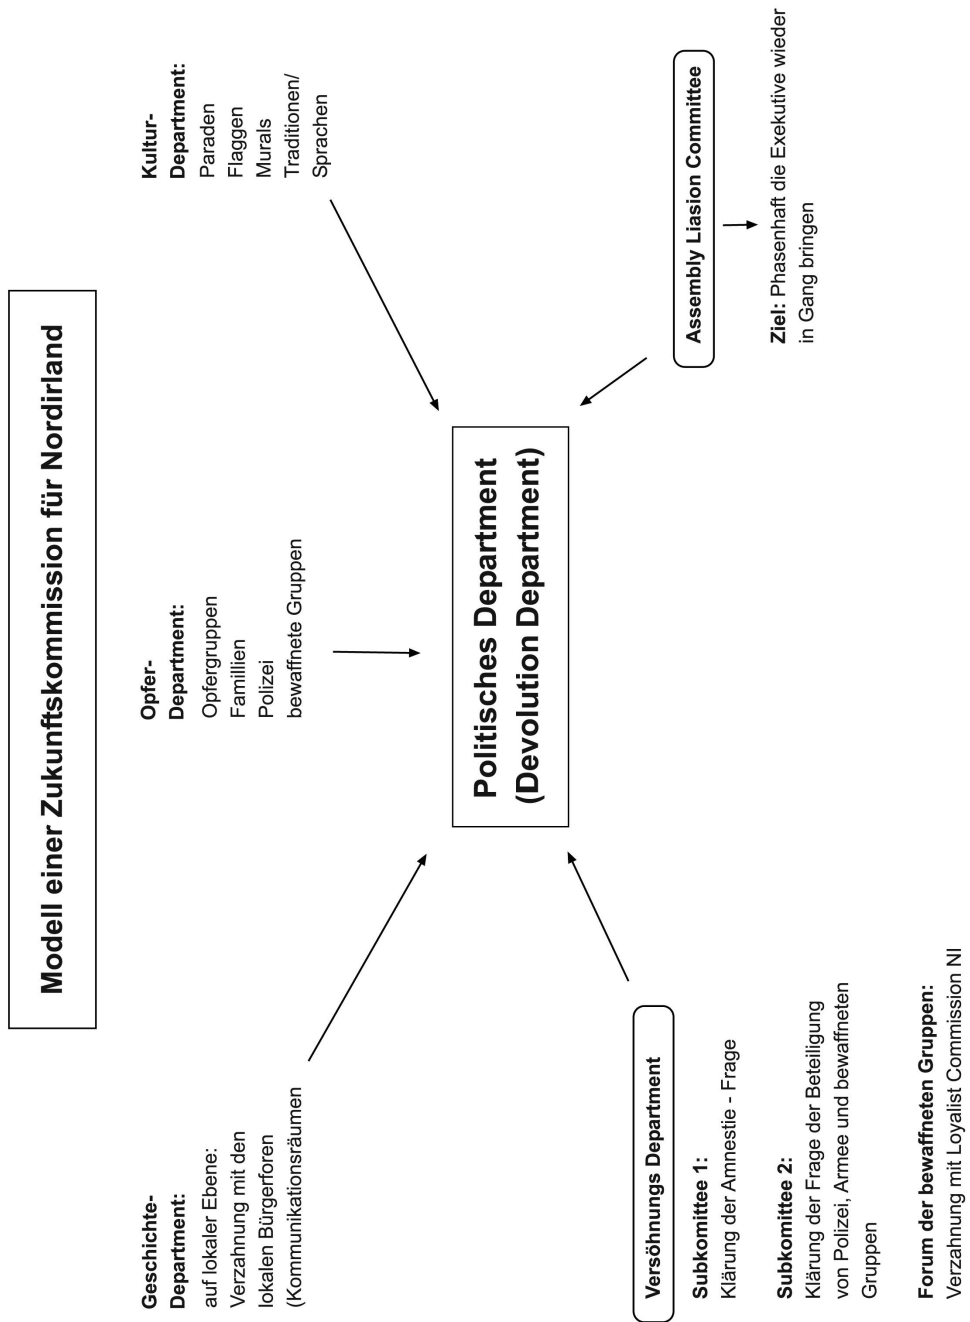 Modell einer Zukunftskommission für Nordirland
Geschichte-
Department:
auf lokaler Ebene:
Verzahnung mit den
lokalen Bürgerforen
(Kommunikationsräumen
Opfer-
Department:
Opfergruppen
Famillien
Polizei
bewaffnete Gruppen
Kultur-
Department:
Paraden
Flaggen
Murals
Traditionen/
Sprachen
Politisches Department
(Devolution Department)
Versöhnungs Department
Subkomittee 1:
Klärung der Amnestie - Frage
Subkomittee 2:
Klärung der Frage der Beteiligung
von Polizei, Armee und bewaffneten
Gruppen
Forum der bewaffneten Gruppen:
Verzahnung mit Loyalist Commission NI
Assembly Liasion Committee
Ziel: Phasenhaft die Exekutive wieder
in Gang bringen